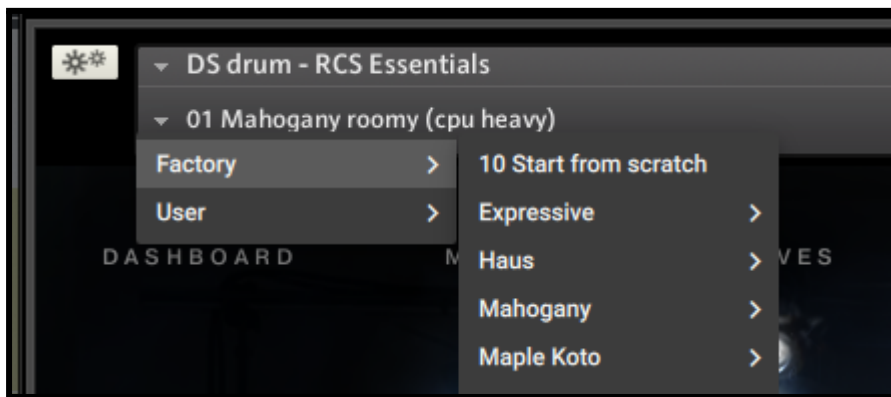 DS drum - RCS Essentials
01 Mahogany roomy (cpu heavy)
Factory
User
10 Start from scratch
Expressive
Haus
Mahogany
Maple Koto
DASHBOARD